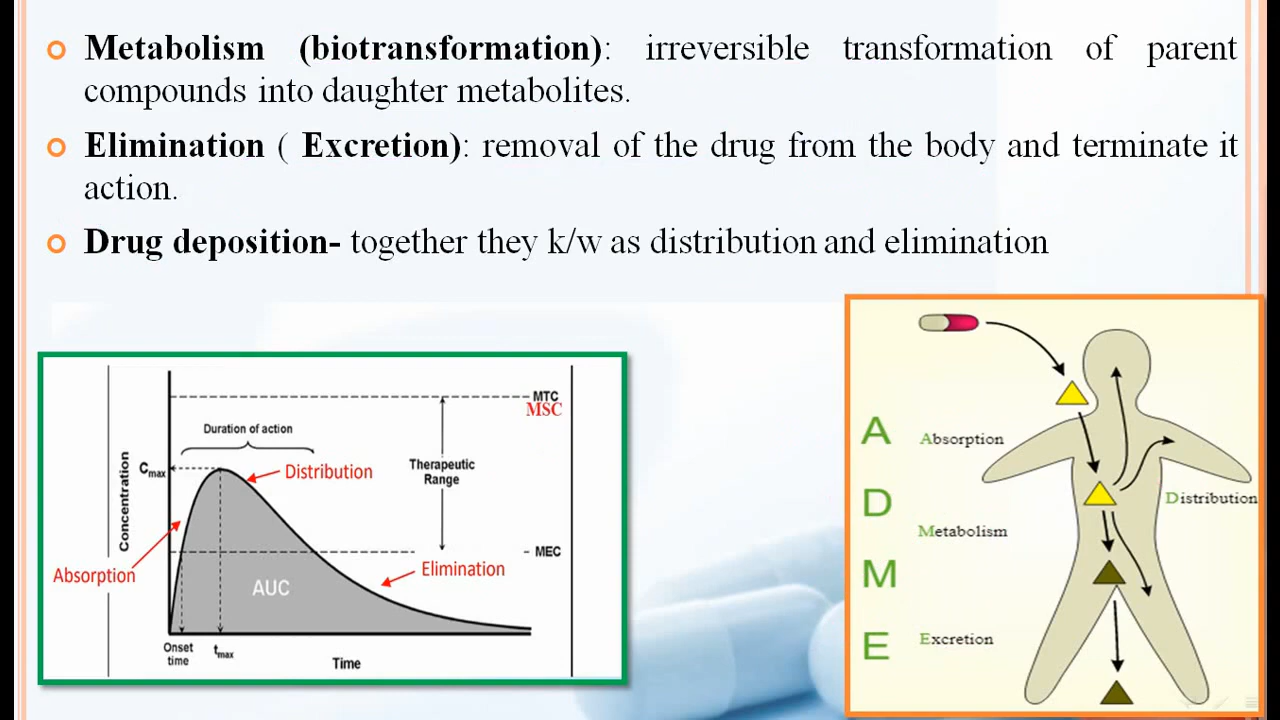 Metabolism (biotransformation): irreversible transformation of parent
compounds into daughter metabolites.
Elimination ( Excretion): removal of the drug from the body and terminate it
action.
Drug deposition- together they k/w as distribution and elimination
MTC
MSC
Duration of action
Cmax
Distribution
Therapeutic
Range
Concentration
MEC
Absorption
Elimination
AUC
Onset
time
tmax
Time
A
Absorption
D
Distribution
Metabolism
M
E
Excretion